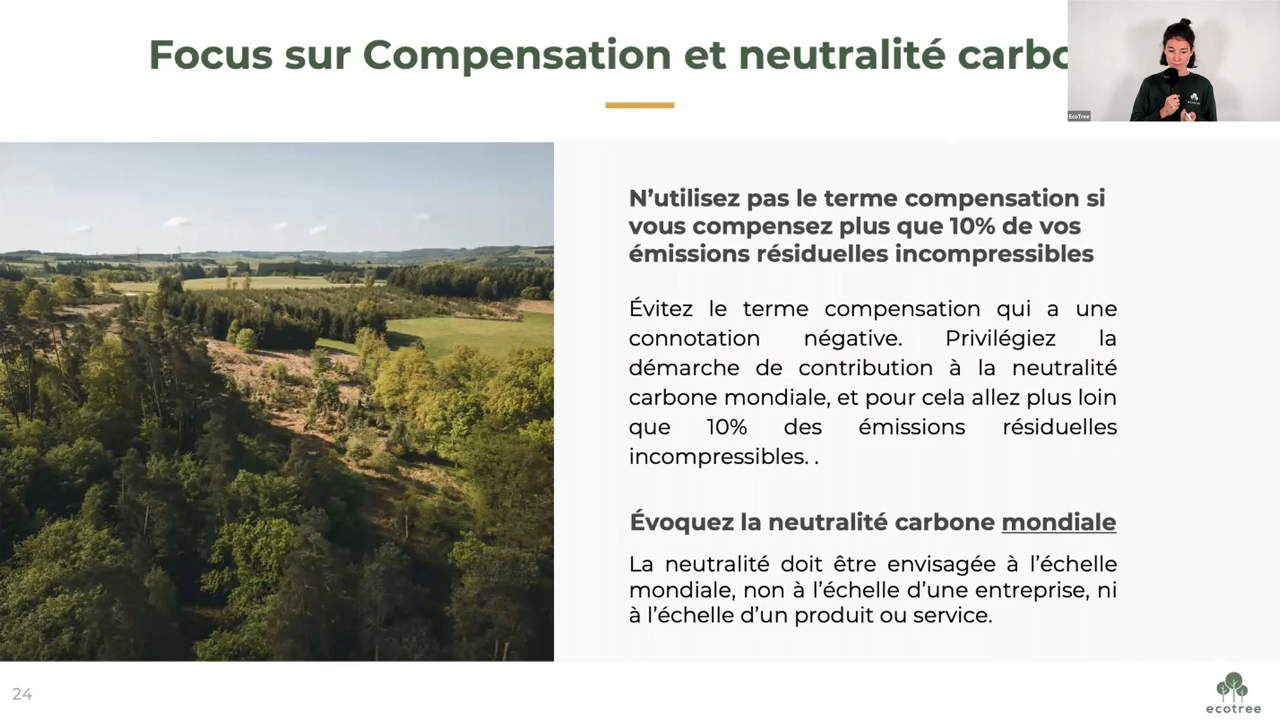 Focus sur Compensation et neutralité carbo
EcoTree
N’utilisez pas le terme compensation si
vous compensez plus que 10% de vos
émissions résiduelles incompressibles
Évitez le terme compensation qui a une
connotation négative. Privilégiez la
démarche de contribution à la neutralité
carbone mondiale, et pour cela allez plus loin
que 10% des émissions résiduelles
incompressibles. .
Évoquez la neutralité carbone mondiale
La neutralité doit être envisagée à l’échelle
mondiale, non à l’échelle d’une entreprise, ni
à l’échelle d’un produit ou service.
24
ecotree